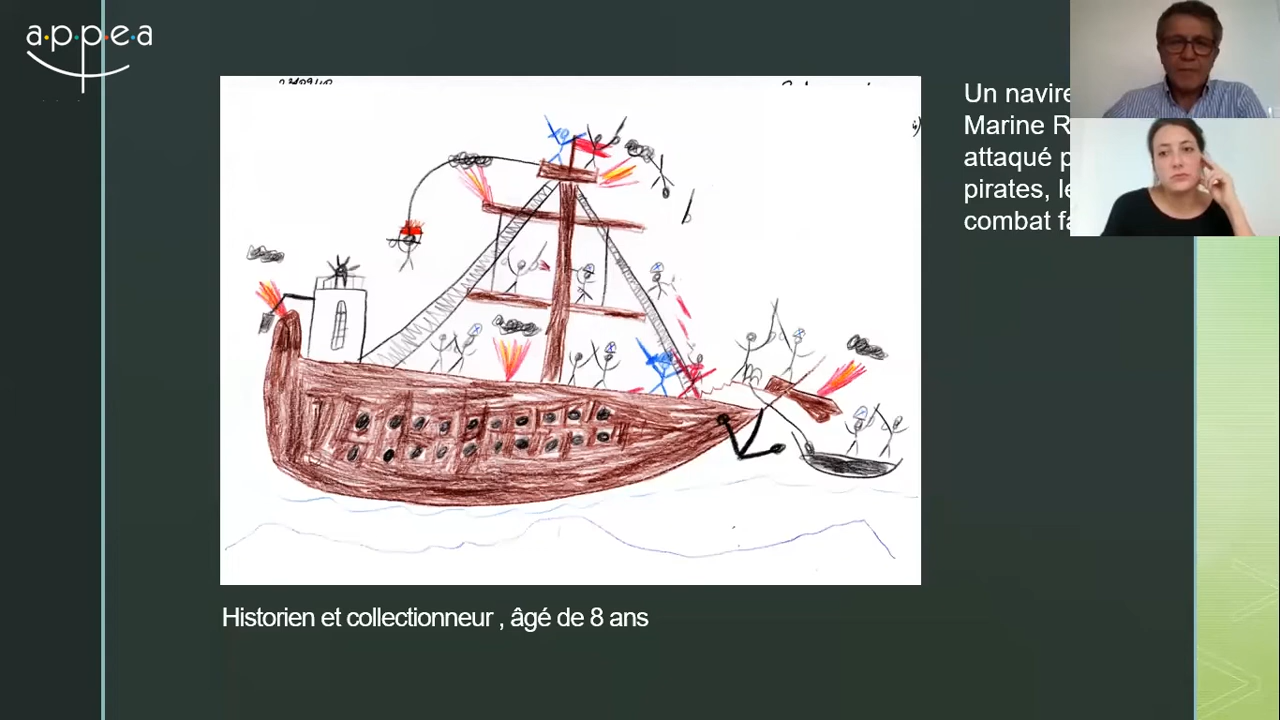 a.p.p.e.a
Un navire
Marine R
attaqué p
pirates, le
combat fa
Historien et collectionneur , âgé de 8 ans